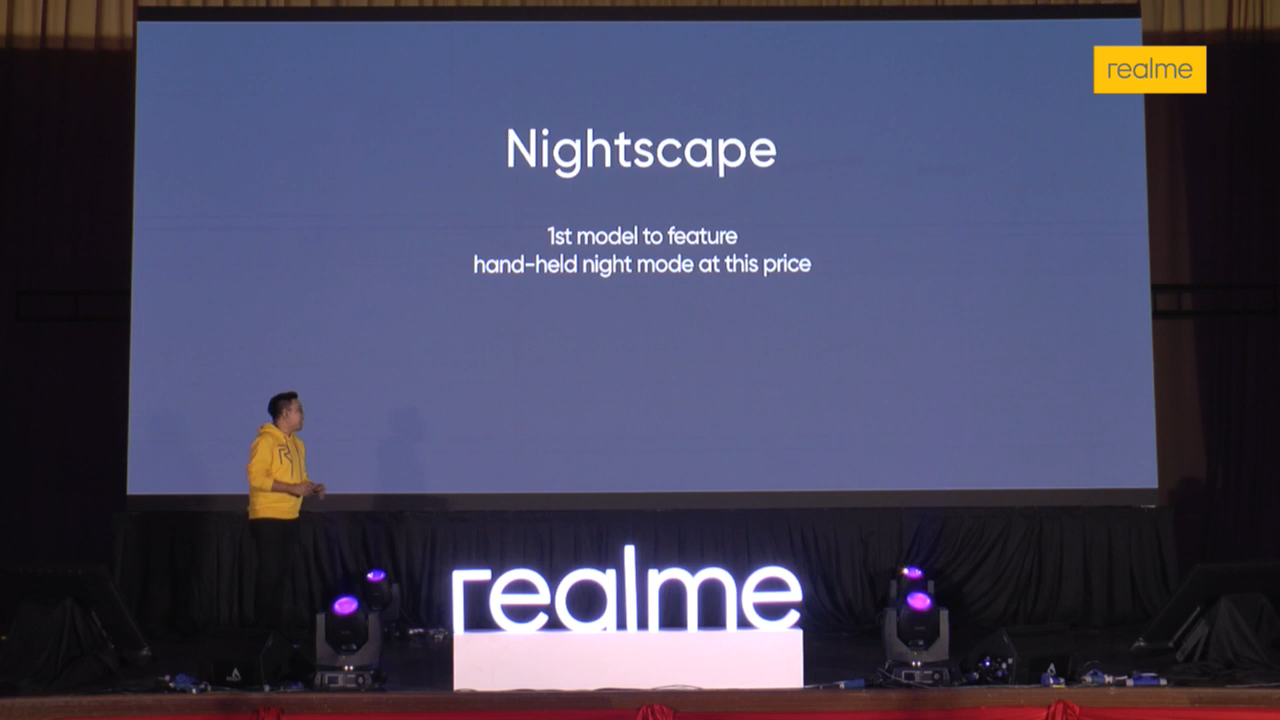 realme
Nightscape
1st model to feature
hand-held night mode at this price
R
realme